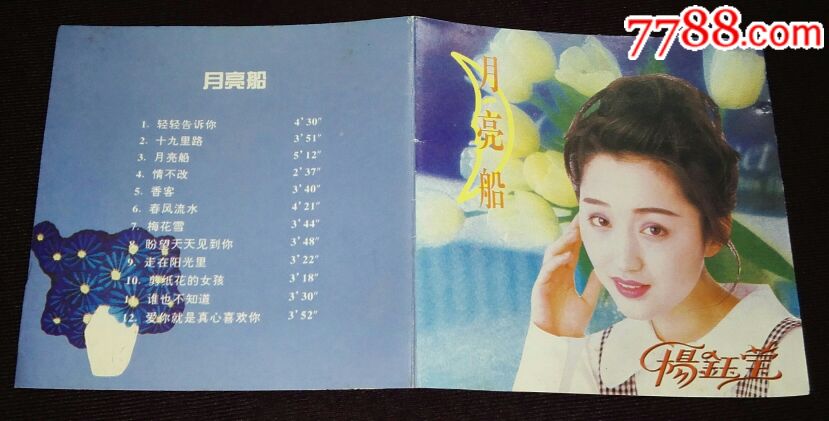 7788.com
月亮船
1. 轻轻告诉你 4'30"
2. 十九里路 3'51"
3. 月亮船 5'12"
4. 情不改 2'37"
5. 香客 3'40"
6. 春风流水 4'21"
7. 梅花雪 3'44"
8. 盼望天天见到你 3'48"
9. 走在阳光里 3'22"
10. 剪纸花的女孩 3'18"
11. 谁也不知道 3'30"
12. 爱你就是真心喜欢你 3'52"
月亮船
楊鈺莹